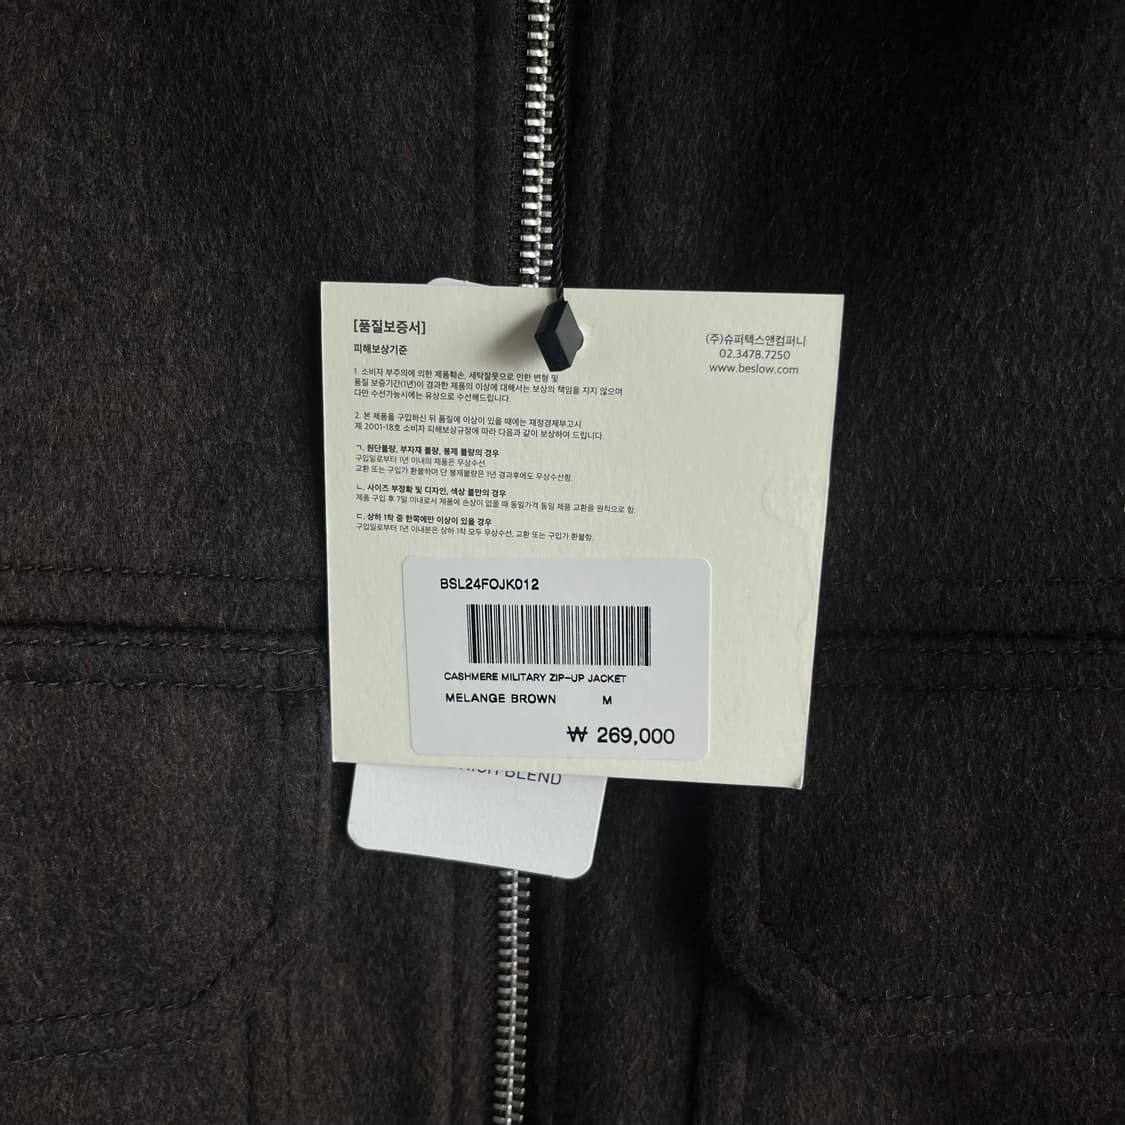 [품질보증서]
피해보상기준
1. 소비자 부주의에 의한 제품훼손, 세탁잘못으로 인한 변형 및
품질 보증기간(1년)이 경과한 제품의 이상에 대해서는 보상의 책임을 지지 않으며
다만 수선가능시에는 유상으로 수선해드립니다.
2. 본 제품을 구입하신 뒤 품질에 이상이 있을 때에는 재정경제부고시
제 2001-18호 소비자 피해보상규정에 따라 다음과 같이 보상하여 드립니다.
ㄱ. 원단불량, 부자재 불량, 봉제 불량의 경우
구입일로부터 1년 이내의 제품은 무상수선.
교환 또는 구입가 환불하며 단 봉제불량은 1년 경과후에도 무상수선함.
ㄴ. 사이즈 부정확 및 디자인, 색상 불만의 경우
제품 구입 후 7일 이내로서 제품에 손상이 없을 때 동일가격 동일 제품 교환을 원칙으로 함.
ㄷ. 상하 1착 중 한쪽에만 이상이 있을 경우
구입일로부터 1년 이내분은 상하 1착 모두 무상수선, 교환 또는 구입가 환불함.
(주)슈퍼텍스앤컴퍼니
02.3478.7250
www.beslow.com
BSL24FOJK012
CASHMERE MILITARY ZIP-UP JACKET
MELANGE BROWN M
₩ 269,000
BLEND